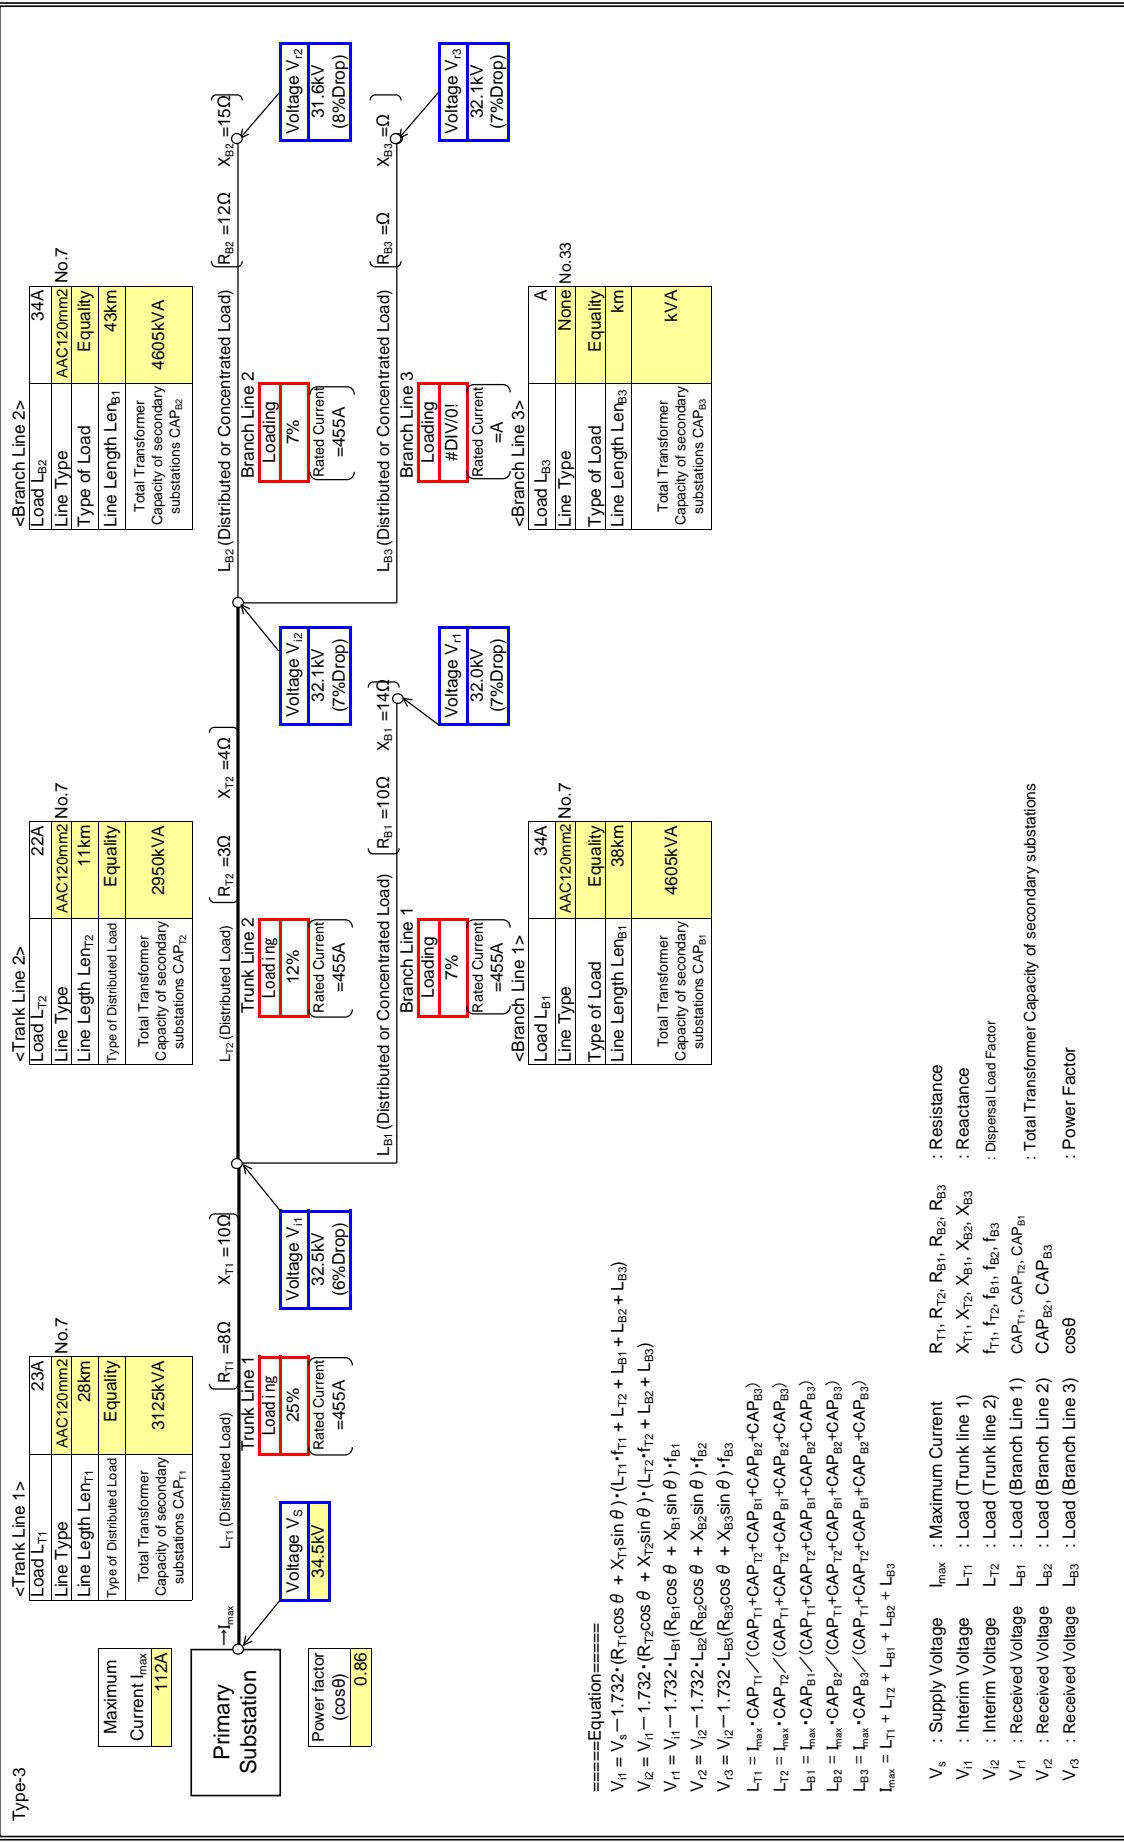 Type-3
Maximum
Current Imax
112A
Primary
Substation
Power factor
(cosθ)
0.86
→Imax
Voltage VS
34.5kV
<Trank Line 1>
Load LT1 23A
Line Type AAC120mm2 No.7
Line Legth LenT1 28km
Type of Distributed Load Equality
Total Transformer
Capacity of secondary
substations CAPT1
3125kVA
LT1 (Distributed Load)
RT1 =8Ω XT1 =10Ω
Trunk Line 1
Loading
25%
Rated Current
=455A
Voltage Vi1
32.5kV
(6%Drop)
<Trank Line 2>
Load LT2 22A
Line Type AAC120mm2 No.7
Line Legth LenT2 11km
Type of Distributed Load Equality
Total Transformer
Capacity of secondary
substations CAPT2
2950kVA
LT2 (Distributed Load)
RT2 =3Ω XT2 =4Ω
Trunk Line 2
Loading
12%
Rated Current
=455A
Voltage Vi2
32.1kV
(7%Drop)
LB1 (Distributed or Concentrated Load)
RB1 =10Ω XB1 =14Ω
Branch Line 1
Loading
7%
Rated Current
=455A
Voltage Vr1
32.0kV
(7%Drop)
<Branch Line 1>
Load LB1 34A
Line Type AAC120mm2 No.7
Type of Load Equality
Line Length LenB1 38km
Total Transformer
Capacity of secondary
substations CAPB1
4605kVA
<Branch Line 2>
Load LB2 34A
Line Type AAC120mm2 No.7
Type of Load Equality
Line Length LenB1 43km
Total Transformer
Capacity of secondary
substations CAPB2
4605kVA
LB2 (Distributed or Concentrated Load)
RB2 =12Ω XB2 =15Ω
Branch Line 2
Loading
7%
Rated Current
=455A
Voltage Vr2
31.6kV
(8%Drop)
LB3 (Distributed or Concentrated Load)
RB3 =Ω XB3 =Ω
Branch Line 3
Loading
#DIV/0!
Rated Current
=A
Voltage Vr3
32.1kV
(7%Drop)
<Branch Line 3>
Load LB3 A
Line Type None No.33
Type of Load Equality
Line Length LenB3 km
Total Transformer
Capacity of secondary
substations CAPB3
kVA
=====Equation=====
Vi1 = Vs－1.732・(RT1cos θ + XT1sin θ)・(LT1・fT1 + LT2 + LB1 + LB2 + LB3)
Vi2 = Vi1－1.732・(RT2cos θ + XT2sin θ)・(LT2・fT2 + LB2 + LB3)
Vr1 = Vi1－1.732・LB1(RB1cos θ + XB1sin θ)・fB1
Vr2 = Vi2－1.732・LB2(RB2cos θ + XB2sin θ)・fB2
Vr3 = Vi2－1.732・LB3(RB3cos θ + XB3sin θ)・fB3
LT1 = Imax・CAPT1／(CAPT1+CAPT2+CAPB1+CAPB2+CAPB3)
LT2 = Imax・CAPT2／(CAPT1+CAPT2+CAPB1+CAPB2+CAPB3)
LB1 = Imax・CAPB1／(CAPT1+CAPT2+CAPB1+CAPB2+CAPB3)
LB2 = Imax・CAPB2／(CAPT1+CAPT2+CAPB1+CAPB2+CAPB3)
LB3 = Imax・CAPB3／(CAPT1+CAPT2+CAPB1+CAPB2+CAPB3)
Imax = LT1 + LT2 + LB1 + LB2 + LB3
Vs : Supply Voltage Imax : Maximum Current RT1, RT2, RB1, RB2, RB3 : Resistance
Vi1 : Interim Voltage LT1 : Load (Trunk line 1) XT1, XT2, XB1, XB2, XB3 : Reactance
Vi2 : Interim Voltage LT2 : Load (Trunk line 2) fT1, fT2, fB1, fB2, fB3 : Dispersal Load Factor
Vr1 : Received Voltage LB1 : Load (Branch Line 1) CAPT1, CAPT2, CAPB1 : Total Transformer Capacity of secondary substations
Vr2 : Received Voltage LB2 : Load (Branch Line 2) CAPB2, CAPB3
Vr3 : Received Voltage LB3 : Load (Branch Line 3) cosθ : Power Factor